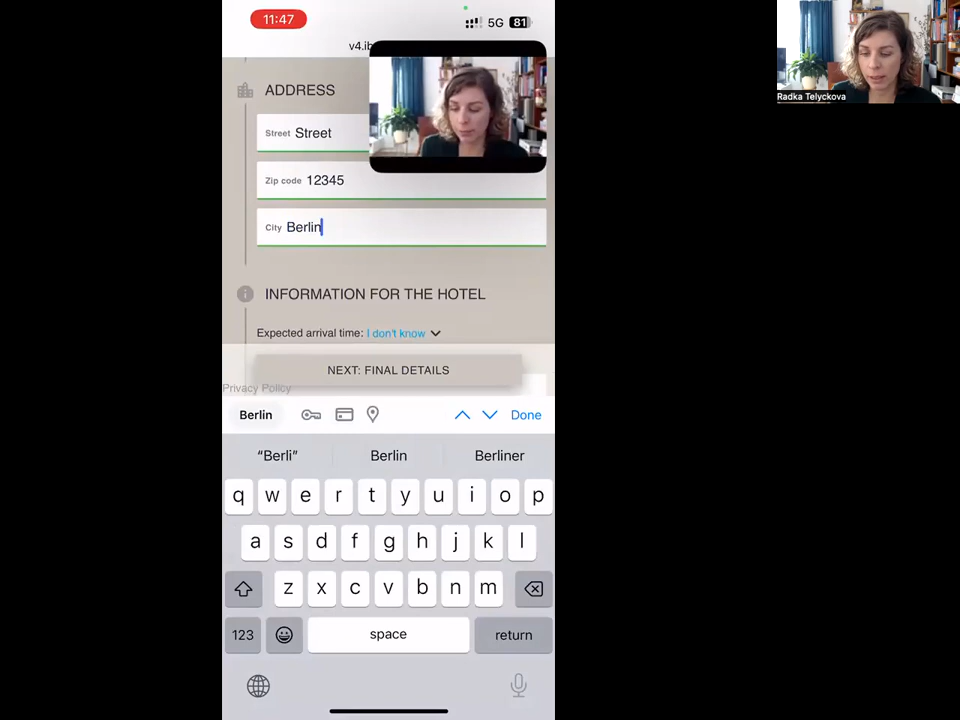 11:47
5G 81
v4.ib
ADDRESS
Street Street
Zip code 12345
City Berlin
INFORMATION FOR THE HOTEL
Expected arrival time: I don't know
NEXT: FINAL DETAILS
Privacy Policy
Berlin Done
“Berli” Berlin Berliner
q w e r t y u i o p
a s d f g h j k l
z x c v b n m
123 space return
Radka Telyckova